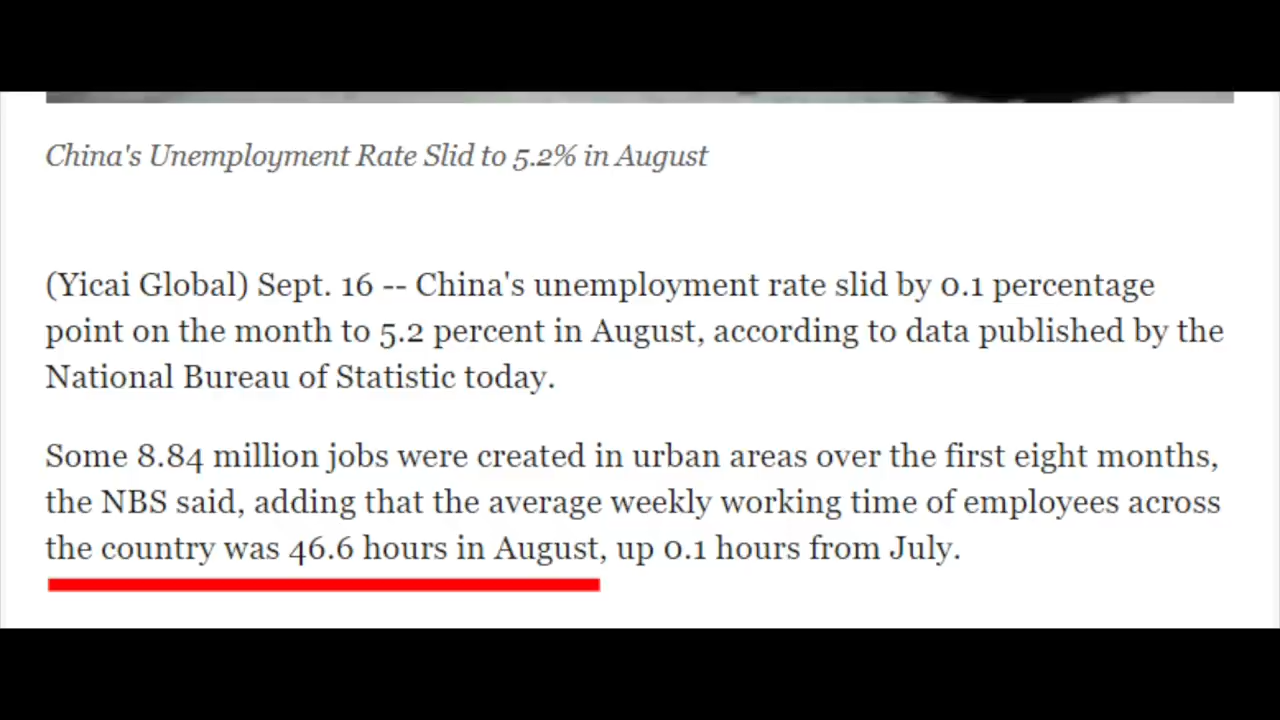 China's Unemployment Rate Slid to 5.2% in August
(Yicai Global) Sept. 16 -- China's unemployment rate slid by 0.1 percentage
point on the month to 5.2 percent in August, according to data published by the
National Bureau of Statistic today.
Some 8.84 million jobs were created in urban areas over the first eight months,
the NBS said, adding that the average weekly working time of employees across
the country was 46.6 hours in August, up 0.1 hours from July.